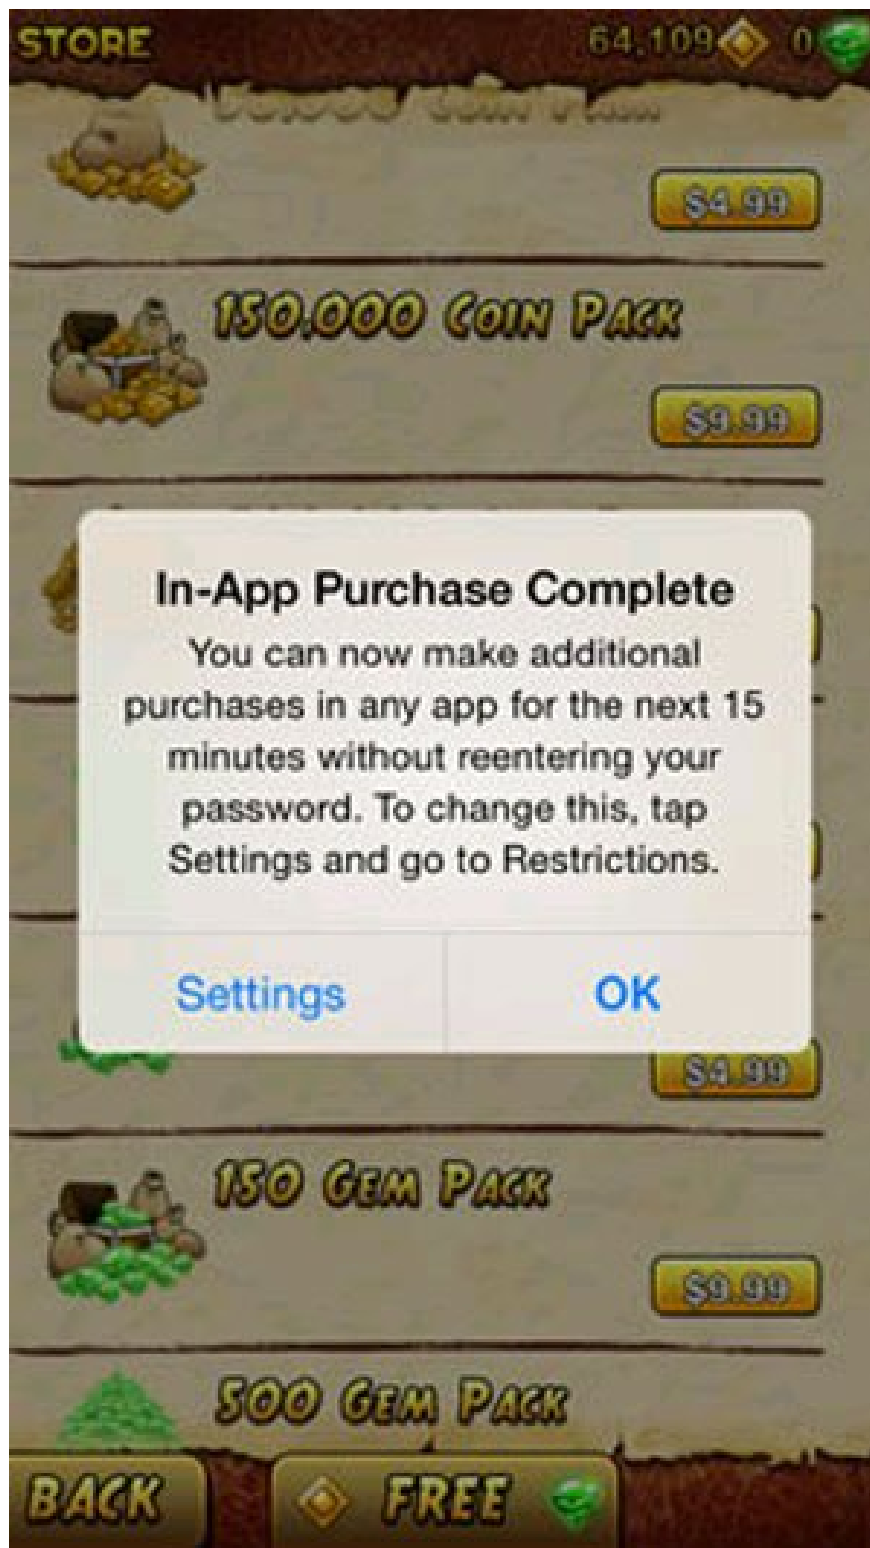 STORE 64,109 0
Coin Pack
$4.99
150,000 Coin Pack
$9.99
In-App Purchase Complete
You can now make additional
purchases in any app for the next 15
minutes without reentering your
password. To change this, tap
Settings and go to Restrictions.
Settings OK
$4.99
150 Gem Pack
$9.99
500 Gem Pack
BACK FREE